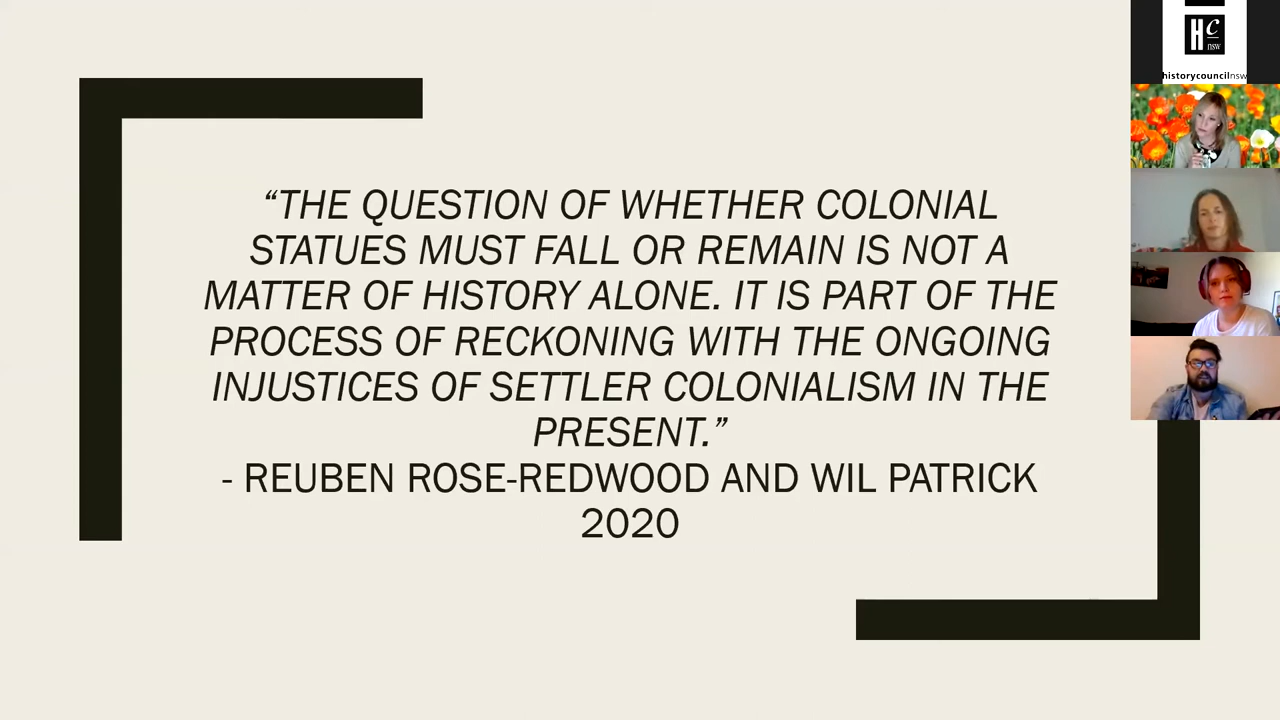 “THE QUESTION OF WHETHER COLONIAL
STATUES MUST FALL OR REMAIN IS NOT A
MATTER OF HISTORY ALONE. IT IS PART OF THE
PROCESS OF RECKONING WITH THE ONGOING
INJUSTICES OF SETTLER COLONIALISM IN THE
PRESENT.”
- REUBEN ROSE-REDWOOD AND WIL PATRICK
2020
Hc
nsw
historycouncilnsw